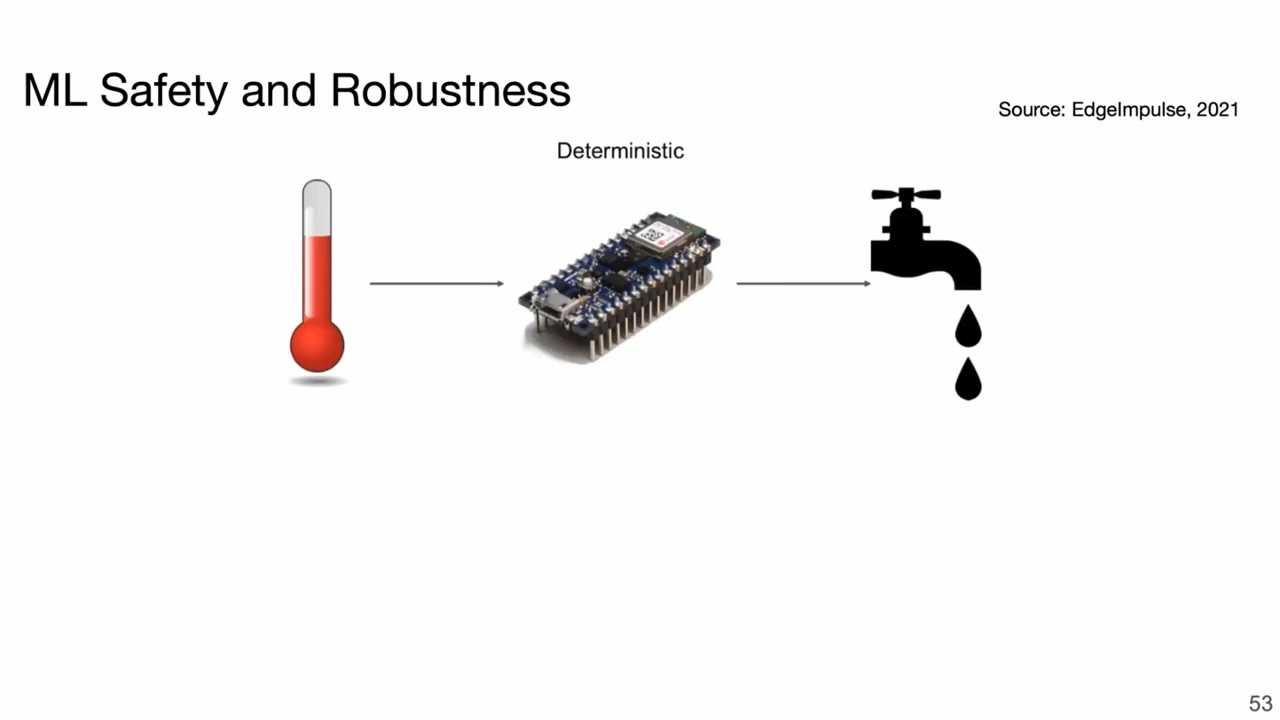 ML Safety and Robustness
Source: EdgeImpulse, 2021
Deterministic
53